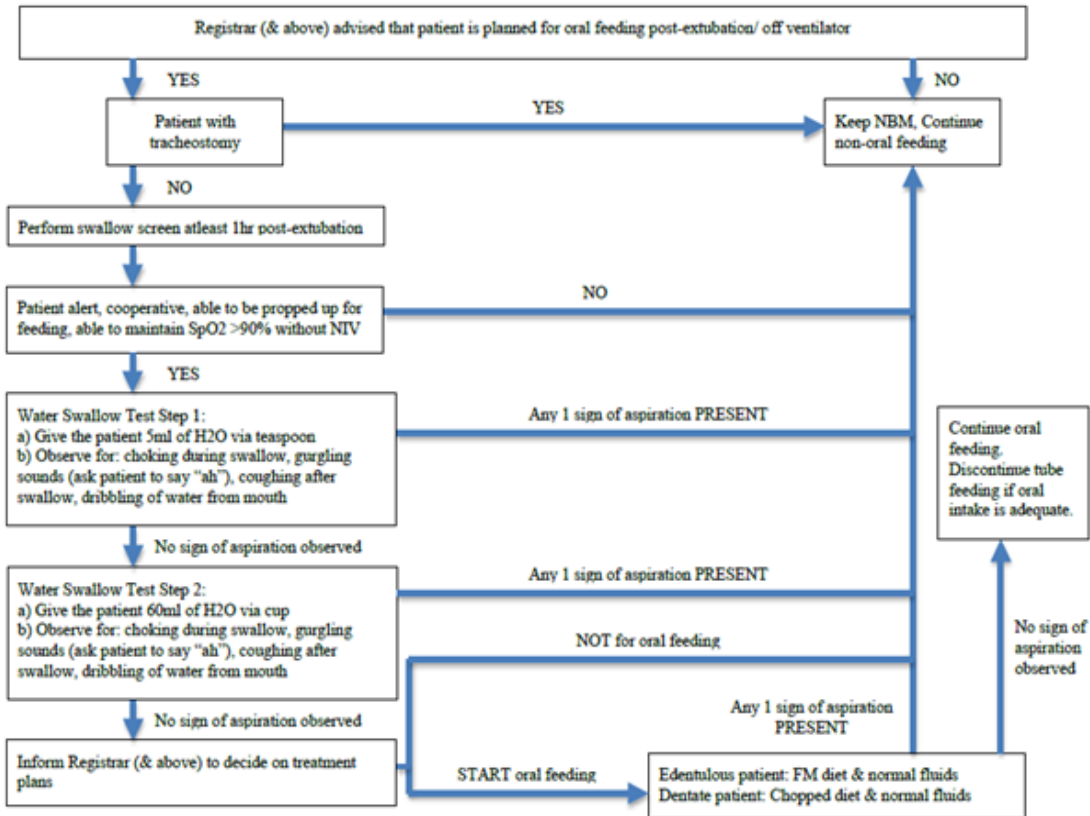 Registrar (& above) advised that patient is planned for oral feeding post-extubation/ off ventilator
YES
NO
Patient with
tracheostomy
YES
Keep NBM, Continue
non-oral feeding
NO
Perform swallow screen atleast 1hr post-extubation
Patient alert, cooperative, able to be propped up for
feeding, able to maintain SpO2 >90% without NIV
NO
YES
Water Swallow Test Step 1:
a) Give the patient 5ml of H2O via teaspoon
b) Observe for: choking during swallow, gurgling
sounds (ask patient to say “ah”), coughing after
swallow, dribbling of water from mouth
Any 1 sign of aspiration PRESENT
Continue oral
feeding.
Discontinue tube
feeding if oral
intake is adequate.
No sign of aspiration observed
Water Swallow Test Step 2:
a) Give the patient 60ml of H2O via cup
b) Observe for: choking during swallow, gurgling
sounds (ask patient to say “ah”), coughing after
swallow, dribbling of water from mouth
Any 1 sign of aspiration PRESENT
NOT for oral feeding
No sign of
aspiration
observed
Any 1 sign of aspiration
PRESENT
No sign of aspiration observed
Inform Registrar (& above) to decide on treatment
plans
START oral feeding
Edentulous patient: FM diet & normal fluids
Dentate patient: Chopped diet & normal fluids